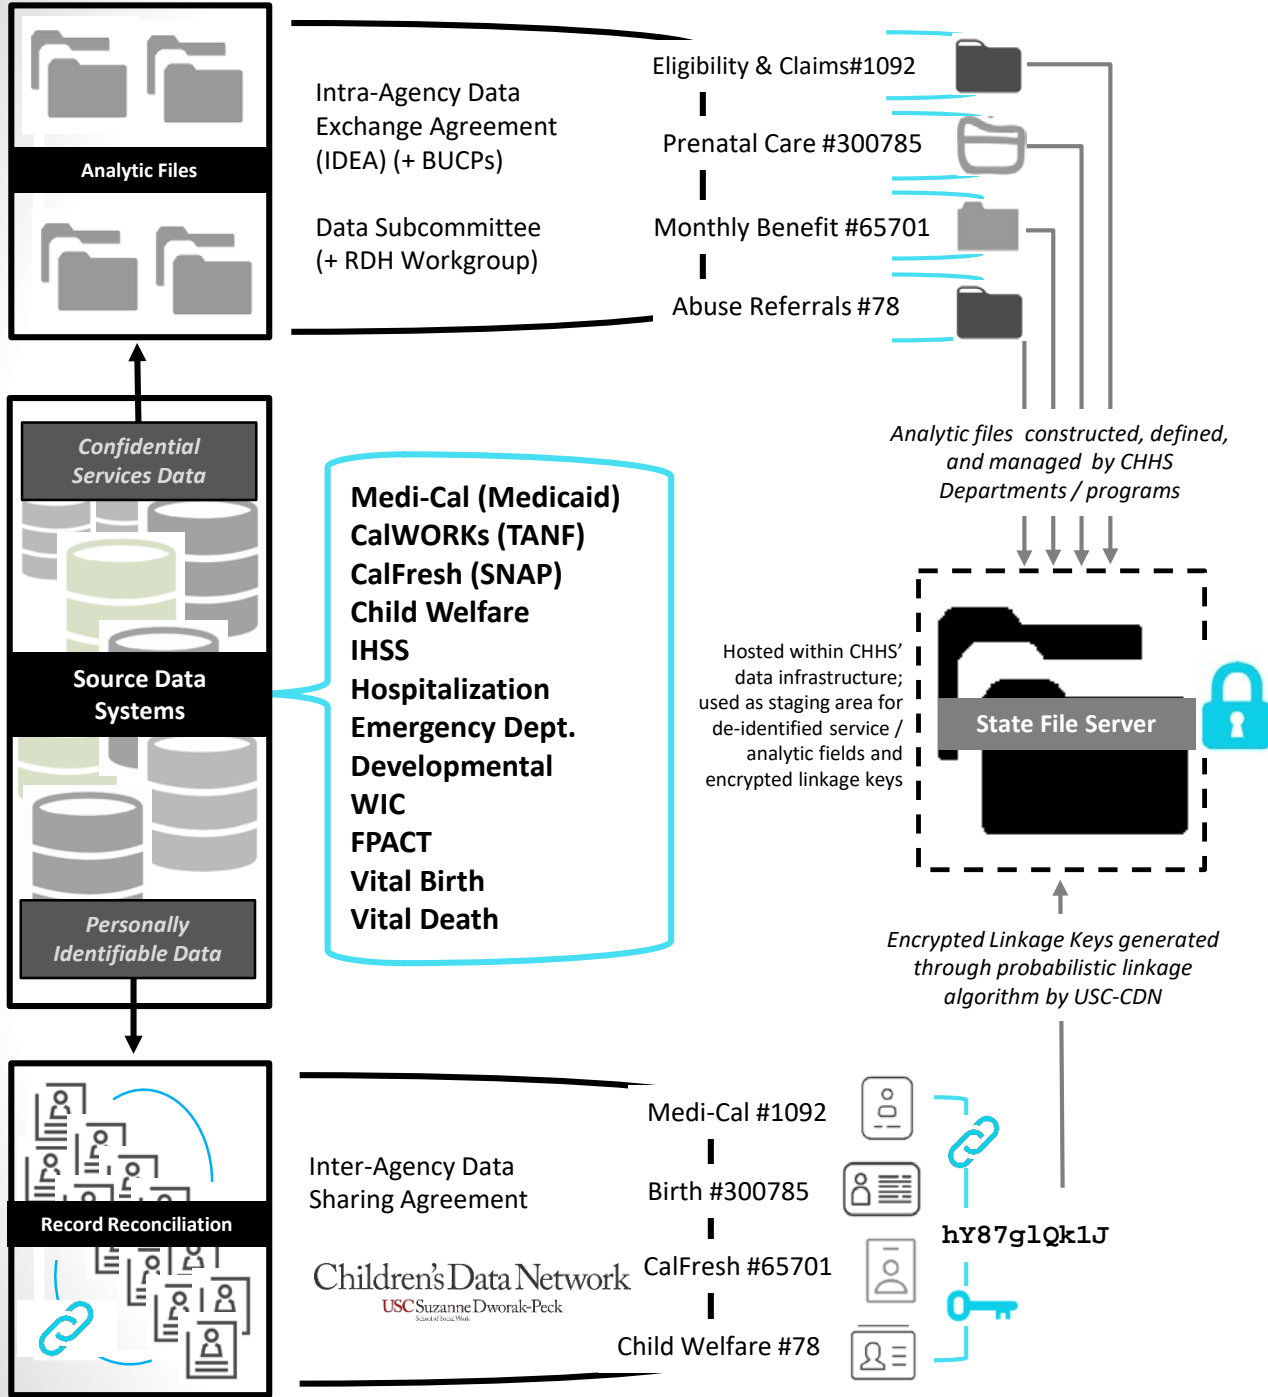 Analytic Files
Intra-Agency Data
Exchange Agreement
(IDEA) (+ BUCPs)
Data Subcommittee
(+ RDH Workgroup)
Eligibility & Claims#1092
Prenatal Care #300785
Monthly Benefit #65701
Abuse Referrals #78
Analytic files constructed, defined,
and managed by CHHS
Departments / programs
Confidential
Services Data
Source Data
Systems
Personally
Identifiable Data
Medi-Cal (Medicaid)
CalWORKs (TANF)
CalFresh (SNAP)
Child Welfare
IHSS
Hospitalization
Emergency Dept.
Developmental
WIC
FPACT
Vital Birth
Vital Death
Hosted within CHHS’
data infrastructure;
used as staging area for
de-identified service /
analytic fields and
encrypted linkage keys
State File Server
Encrypted Linkage Keys generated
through probabilistic linkage
algorithm by USC-CDN
Record Reconciliation
Inter-Agency Data
Sharing Agreement
Children's Data Network
USC Suzanne Dworak-Peck
School of Social Work
Medi-Cal #1092
Birth #300785
CalFresh #65701
Child Welfare #78
hY87glQk1J